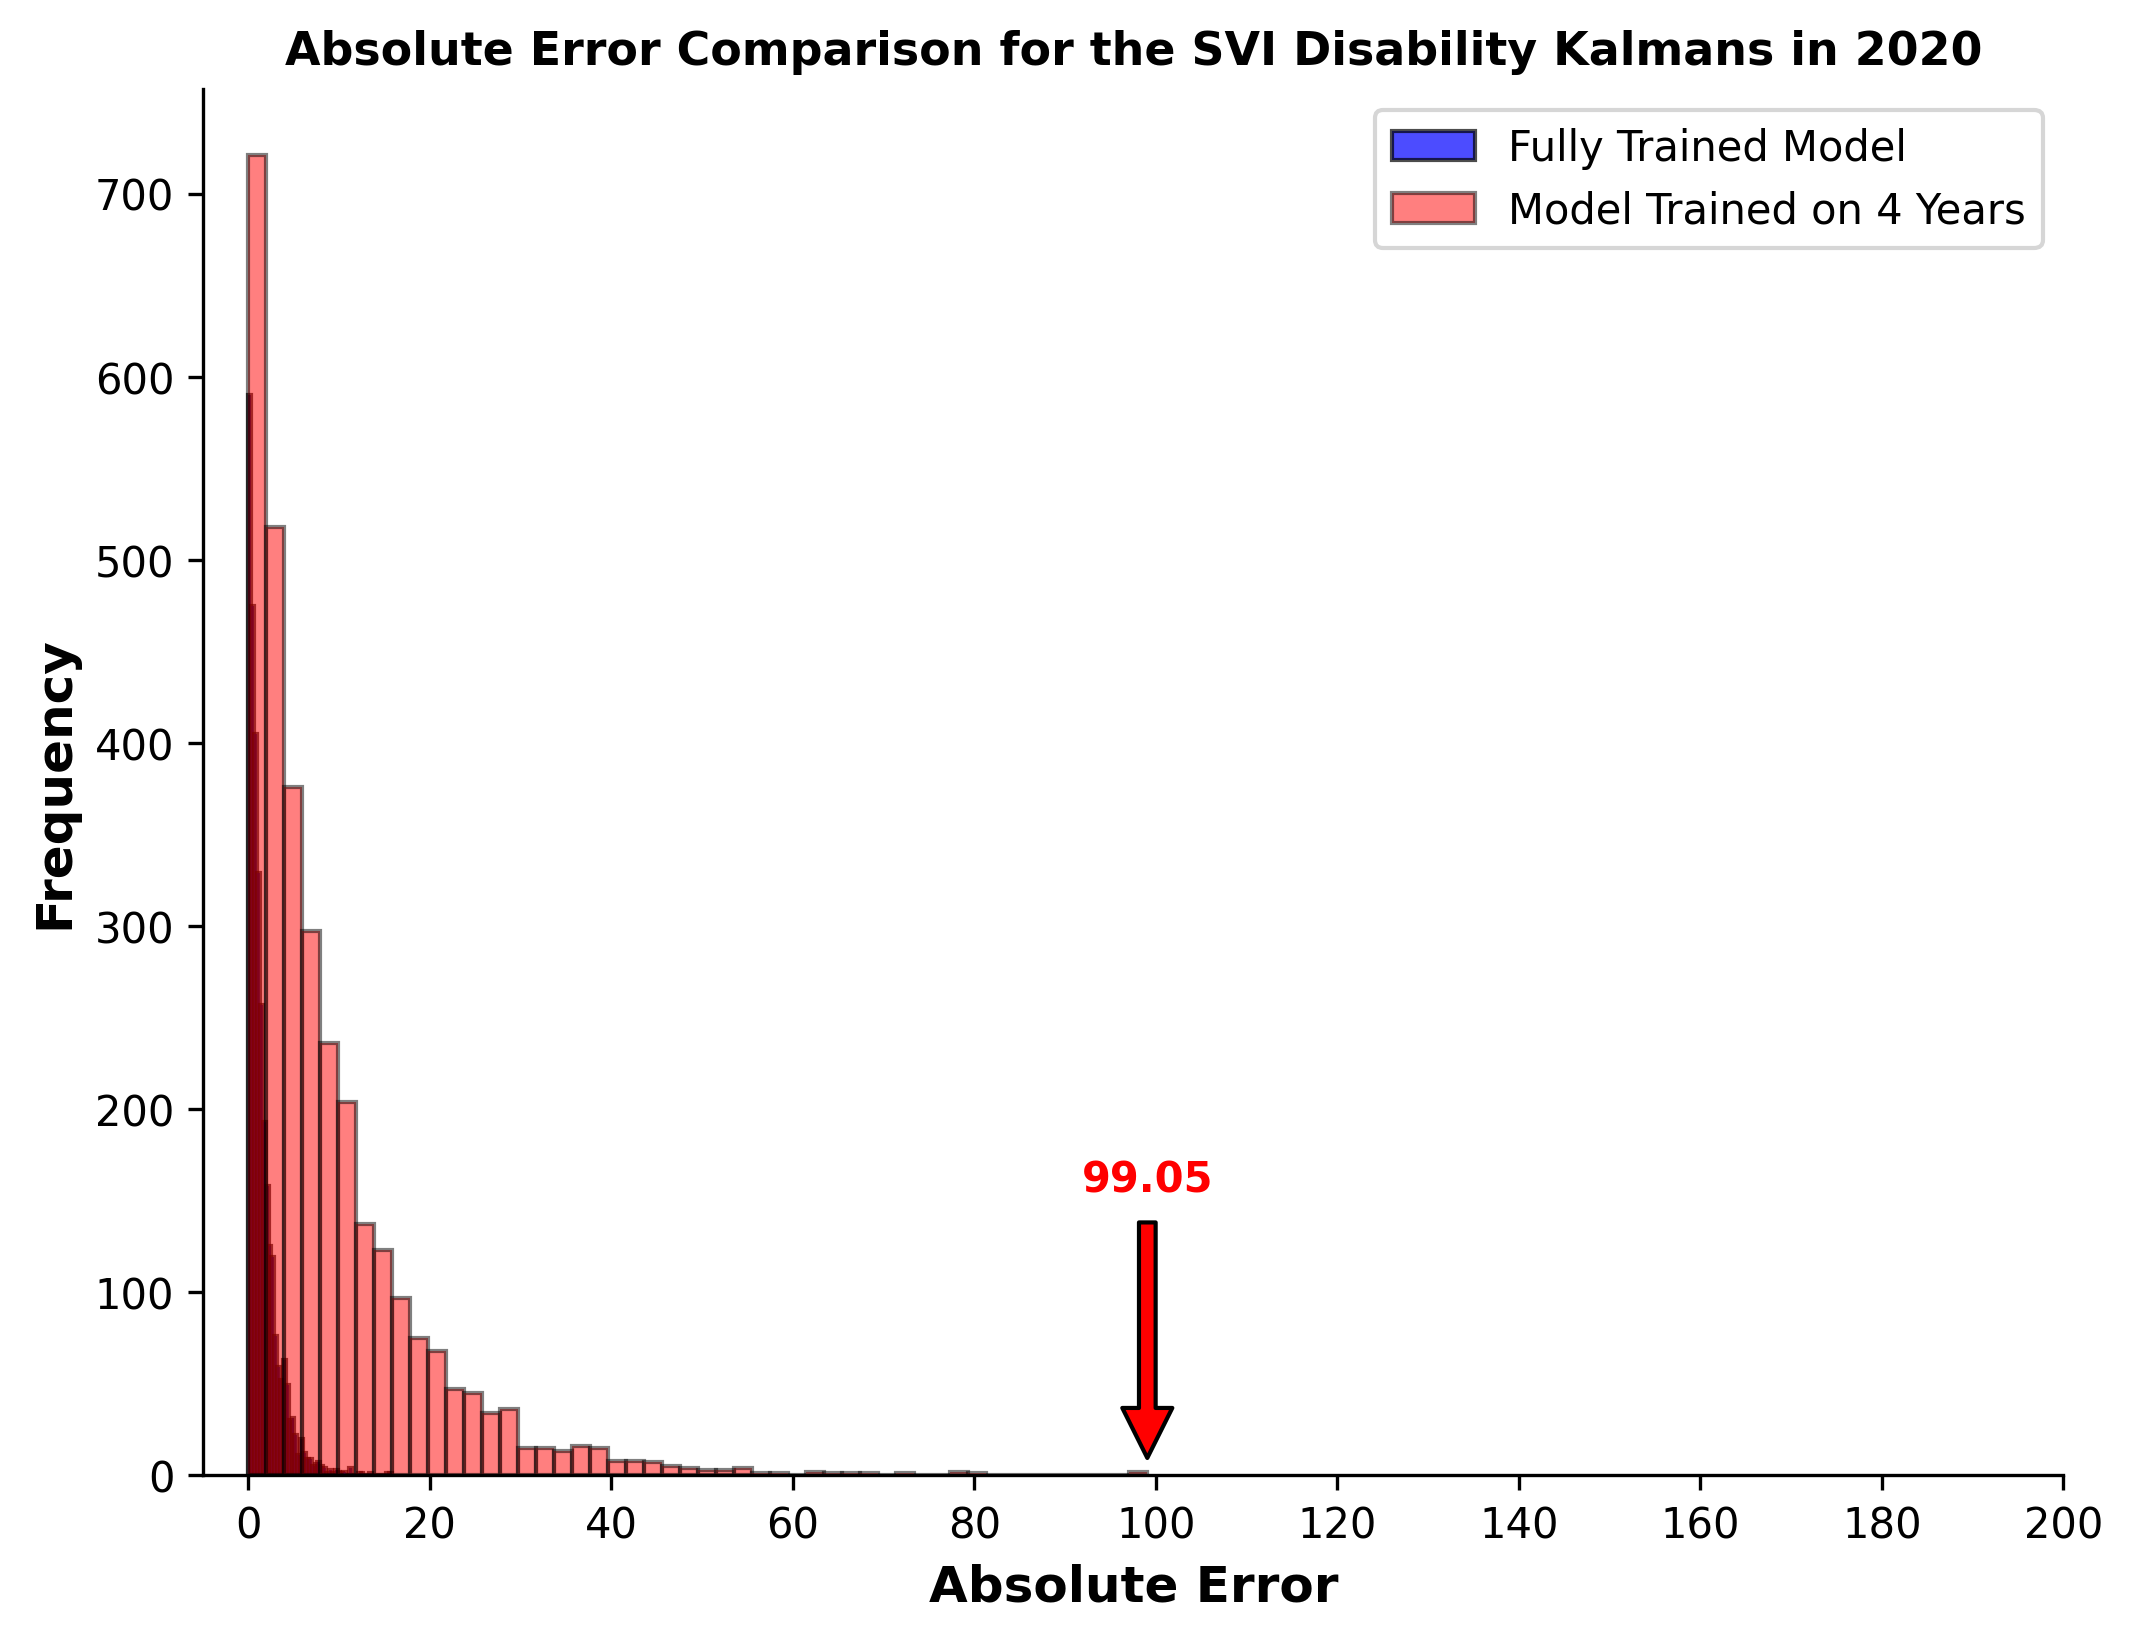 Absolute Error Comparison for the SVI Disability Kalmans in 2020
Fully Trained Model
Model Trained on 4 Years
Frequency
700
600
500
400
300
200
100
0
99.05
0 20 40 60 80 100 120 140 160 180 200
Absolute Error